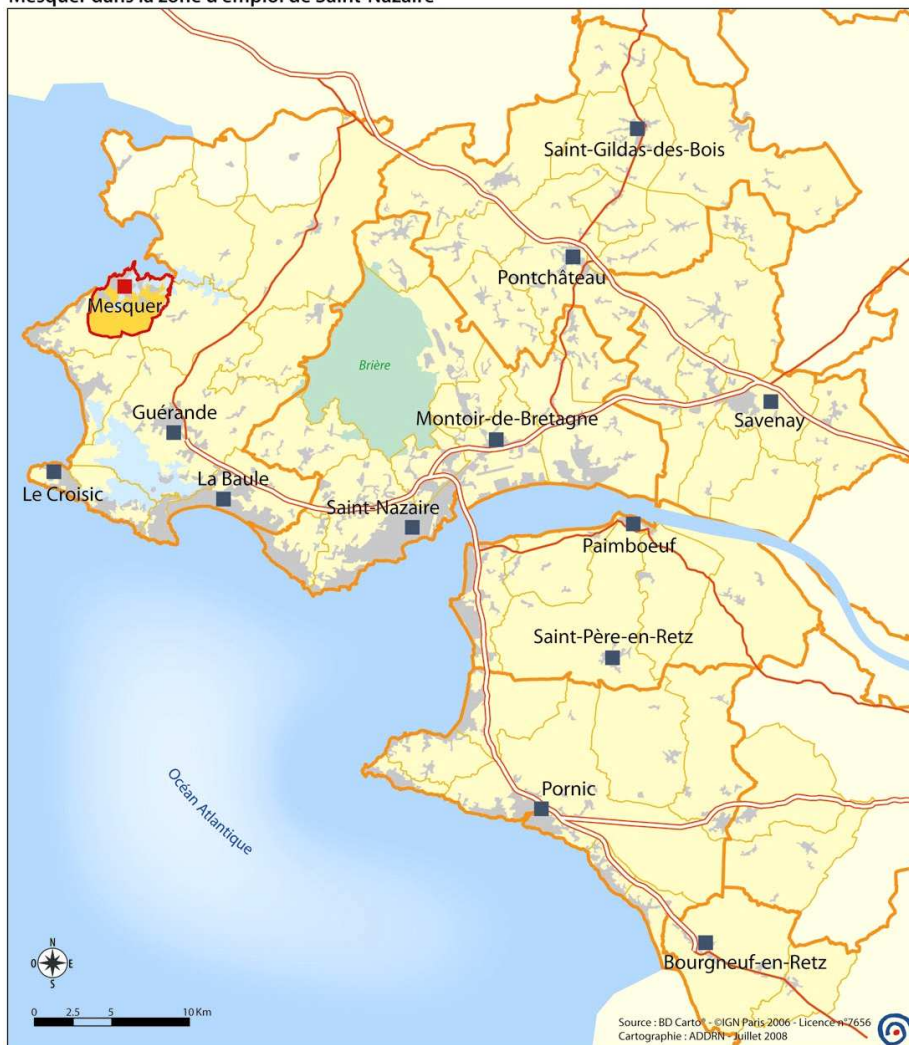 Mesquer dans la zone d'emploi de Saint-Nazaire
Saint-Gildas-des-Bois
Pontchâteau
Mesquer
Brière
Guérande
Montoir-de-Bretagne
Savenay
Le Croisic
La Baule
Saint-Nazaire
Paimboeuf
Saint-Père-en-Retz
Océan Atlantique
Pornic
Bourgneuf-en-Retz
N
O E
S
0 2.5 5 10 Km
Source : BD Carto® - ©IGN Paris 2006 - Licence n°7656
Cartographie : ADDRN - Juillet 2008